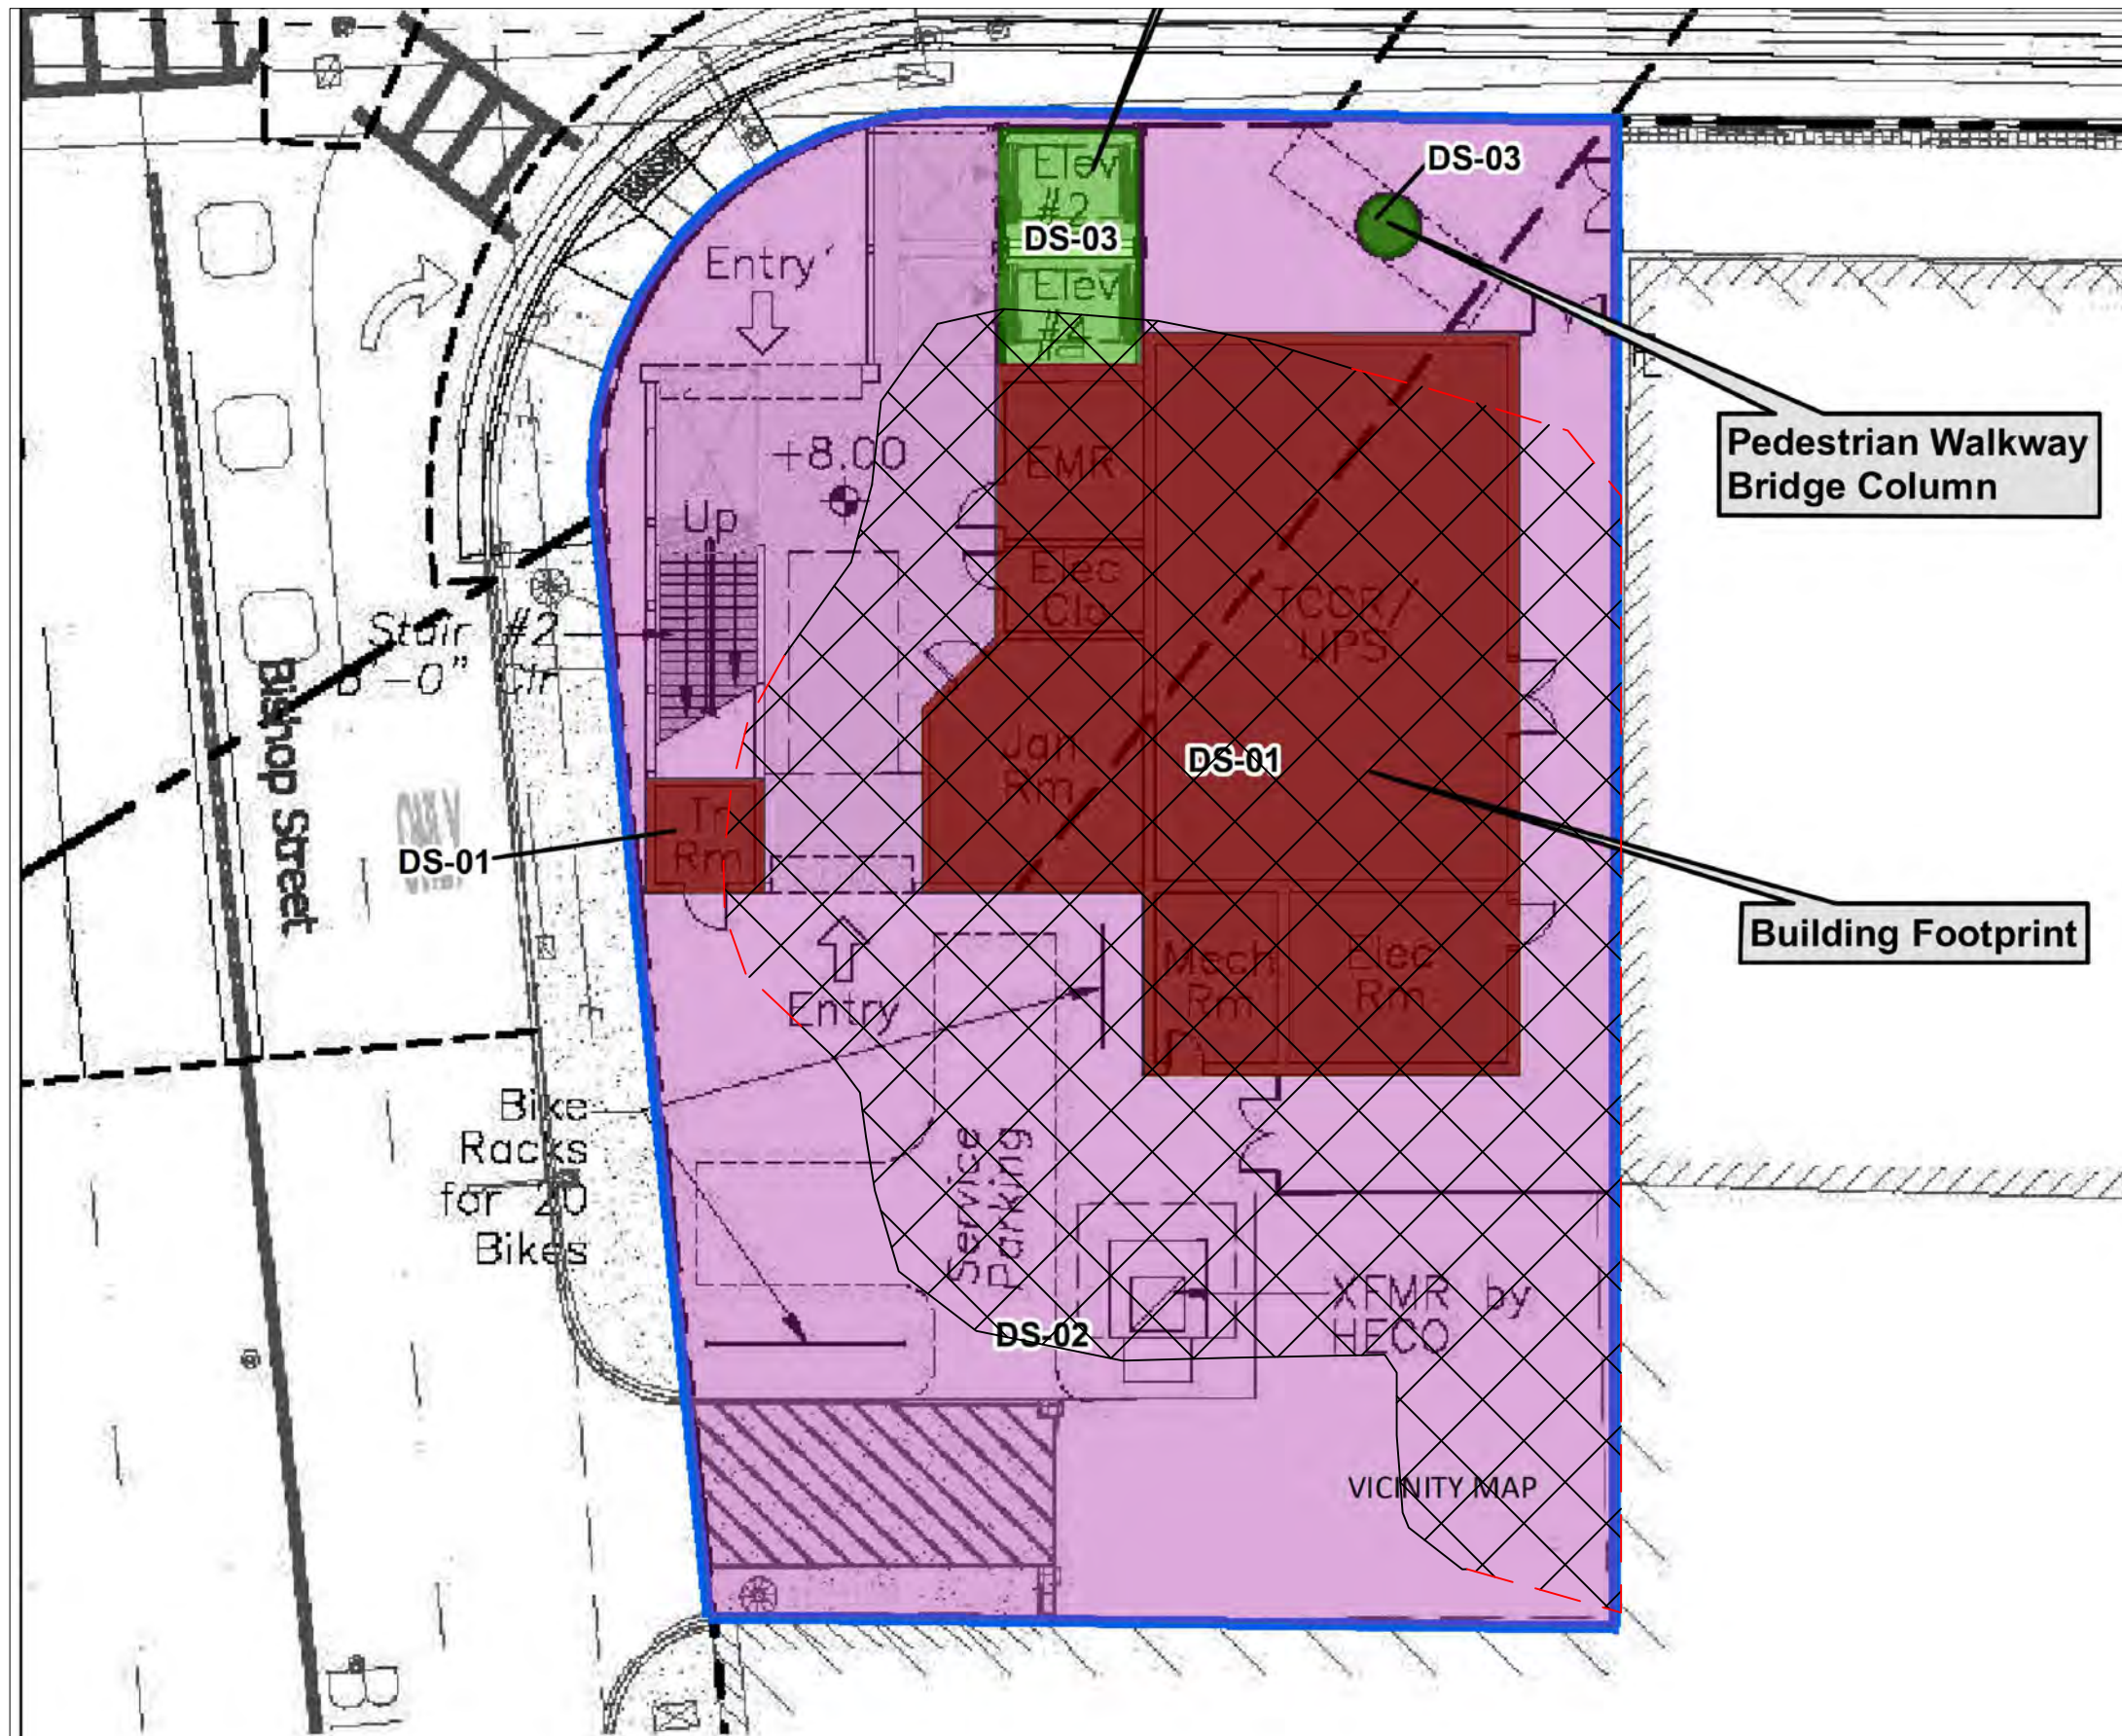 DS-03
Elev
#2
DS-03
Elev
Entry
Pedestrian Walkway
Bridge Column
+8.00
EMR
Up
Elec
Clo
TCCR/
UPS
Stair #2
-0"
Bishop Street
Jan
Rm
DS-01
Tr
Rm
DS-01
Building Footprint
Mech
Rm
Elec
Rm
Entry
Bike
Racks
for 20
Bikes
Service
Parking
XFMR by
HECO
DS-02
VICINITY MAP